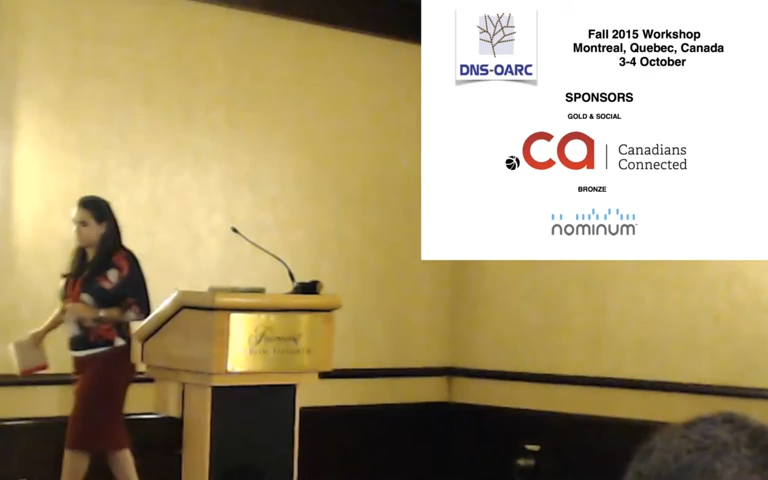 DNS-OARC
Fall 2015 Workshop
Montreal, Quebec, Canada
3-4 October
SPONSORS
GOLD & SOCIAL
.ca
Canadians
Connected
BRONZE
nominum
Fairmont